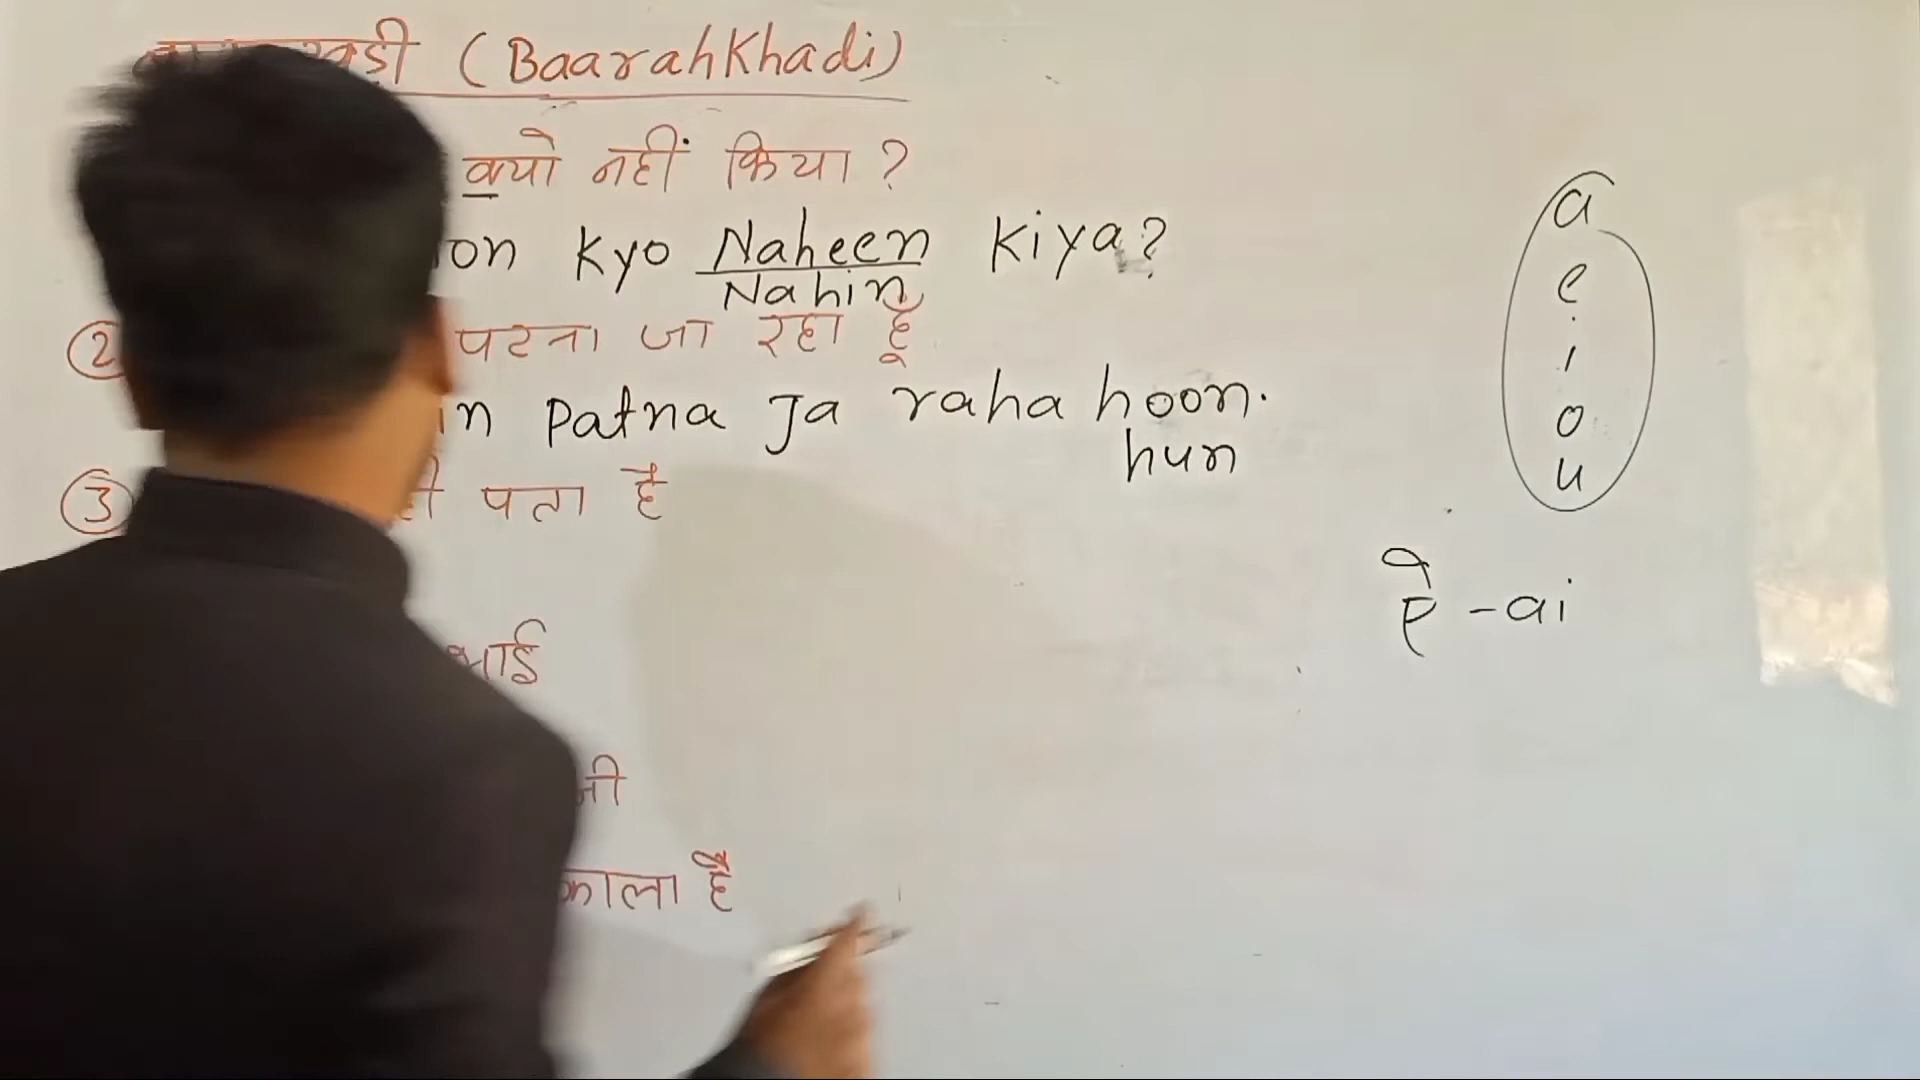 (BaarahKhadi)
क्यो नहीं किया ?
on Kyo Naheen Kiya?
Nahin
② पटना जा रहा हूँ
in Patna Ja raha hoon.
hun
③ पता है
भाई
जी
काला है
a
e
i
o
u
ऐ - ai